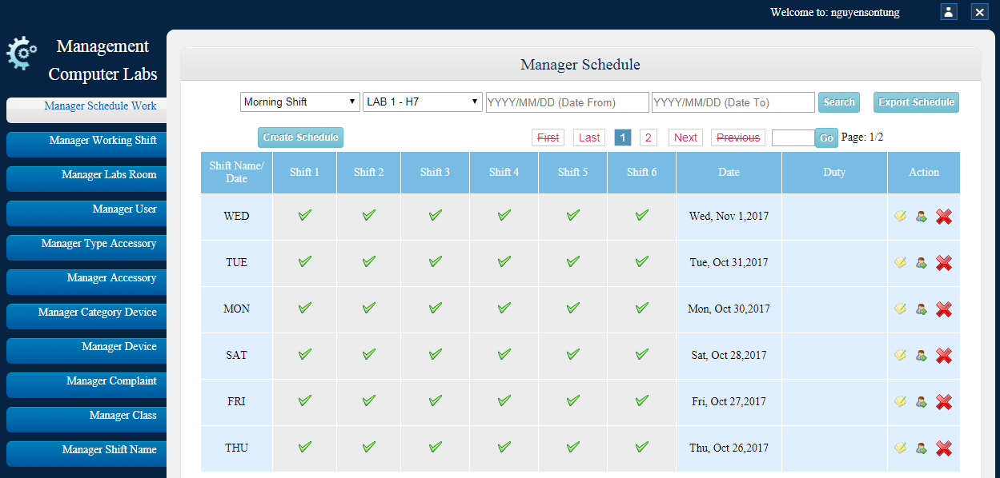 Welcome to: nguyensontung
Management
Computer Labs
Manager Schedule Work
Manager Working Shift
Manager Labs Room
Manager User
Manager Type Accessory
Manager Accessory
Manager Category Device
Manager Device
Manager Complaint
Manager Class
Manager Shift Name
Manager Schedule
Morning Shift LAB 1 - H7 YYYY/MM/DD (Date From) YYYY/MM/DD (Date To) Search Export Schedule
Create Schedule First Last 1 2 Next Previous Go Page: 1/2
Shift Name/
Date
Shift 1 Shift 2 Shift 3 Shift 4 Shift 5 Shift 6 Date Duty Action
WED Wed, Nov 1,2017
TUE Tue, Oct 31,2017
MON Mon, Oct 30,2017
SAT Sat, Oct 28,2017
FRI Fri, Oct 27,2017
THU Thu, Oct 26,2017